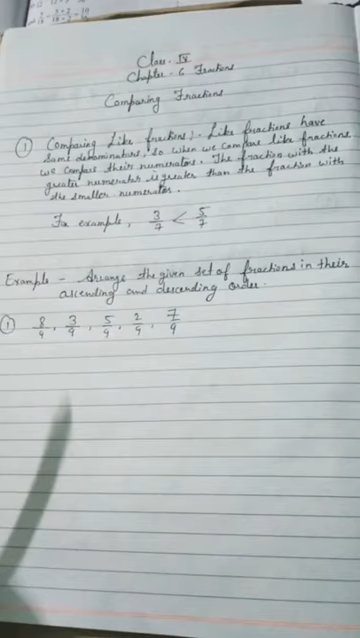 Class - IV
Chapter - 6 Fractions
Comparing Fractions
① Comparing Like fractions :- Like fractions have
same denominators, so when we compare like fractions
we compare their numerators. The fraction with the
greater numerator is greater than the fraction with
the smaller numerator.
For example, 3/7 < 5/7
Example - Arrange the given set of fractions in their
ascending and descending order.
① 8/9, 3/9, 5/9, 2/9, 7/9